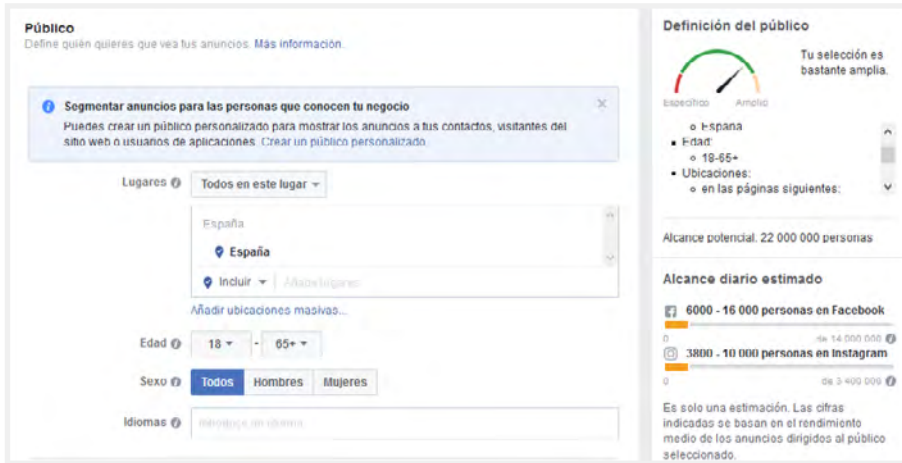 Público
Define quién quieres que vea tus anuncios. Más información.
Segmentar anuncios para las personas que conocen tu negocio
Puedes crear un público personalizado para mostrar los anuncios a tus contactos, visitantes del
sitio web o usuarios de aplicaciones. Crear un público personalizado.
Lugares
Todos en este lugar
España
España
Incluir
Añade lugares
Añadir ubicaciones masivas...
Edad
18 - 65+
Sexo
Todos Hombres Mujeres
Idiomas
Definición del público
Tu selección es
bastante amplia.
Específico Amplio
España
Edad:
18-65+
Ubicaciones:
en las páginas siguientes:
Alcance potencial: 22 000 000 personas
Alcance diario estimado
6000 - 16 000 personas en Facebook
0 de 14 000 000
3800 - 10 000 personas en Instagram
0 de 3 400 000
Es solo una estimación. Las cifras
indicadas se basan en el rendimiento
medio de los anuncios dirigidos al público
seleccionado.